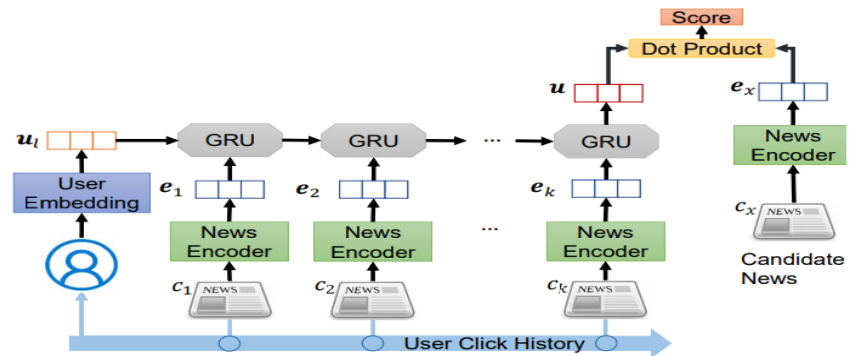 Score
Dot Product
u
e_x
u_l
GRU
GRU
...
GRU
News
Encoder
User
Embedding
e_1
e_2
e_k
News
Encoder
News
Encoder
...
News
Encoder
c_x
NEWS
Candidate
News
c_1
NEWS
c_2
NEWS
c_k
NEWS
User Click History